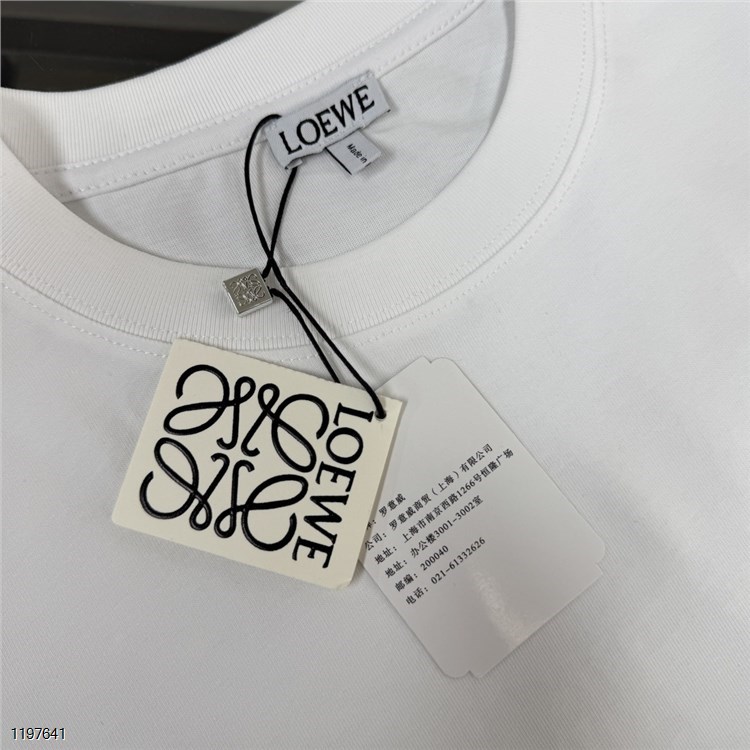 LOEWE
Made in
LOEWE
罗意威
公司: 罗意威商贸(上海)有限公司
地址: 上海市南京西路1266号恒隆广场
办公楼3001-3002室
地址:
邮编: 200040
电话: 021-61332626
1197641